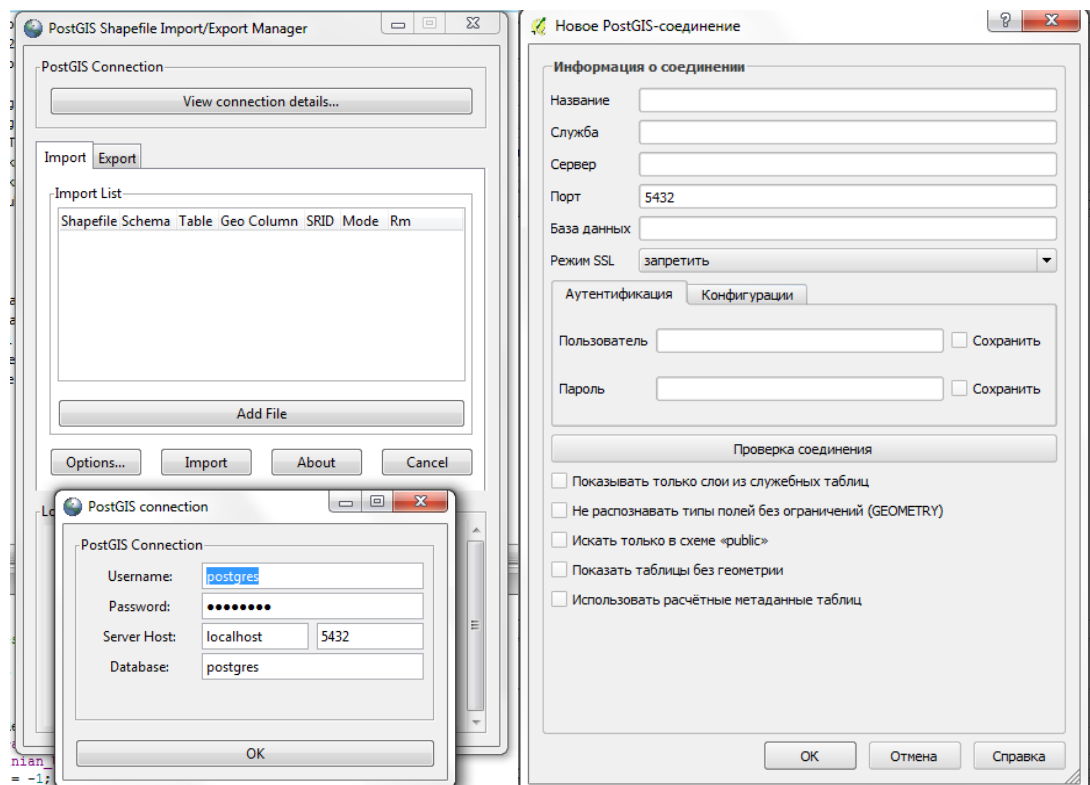 PostGIS Shapefile Import/Export Manager
PostGIS Connection
View connection details...
Import Export
Import List
Shapefile Schema Table Geo Column SRID Mode Rm
Add File
Options... Import About Cancel
PostGIS connection
PostGIS Connection
Username: postgres
Password: ●●●●●●●●
Server Host: localhost 5432
Database: postgres
OK
nian_
= -1;
Новое PostGIS-соединение
Информация о соединении
Название
Служба
Сервер
Порт 5432
База данных
Режим SSL запретить
Аутентификация Конфигурации
Пользователь Сохранить
Пароль Сохранить
Проверка соединения
Показывать только слои из служебных таблиц
Не распознавать типы полей без ограничений (GEOMETRY)
Искать только в схеме «public»
Показать таблицы без геометрии
Использовать расчётные метаданные таблиц
OK Отмена Справка